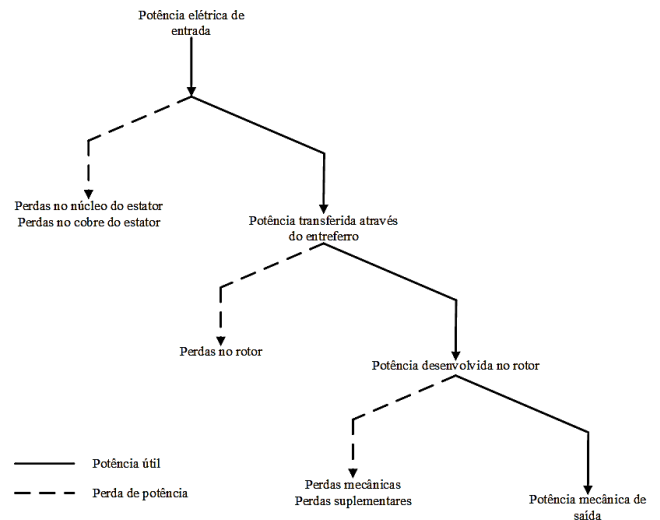 Potência elétrica de
entrada
Perdas no núcleo do estator
Perdas no cobre do estator
Potência transferida através
do entreferro
Perdas no rotor
Potência desenvolvida no rotor
Potência útil
Perda de potência
Perdas mecânicas
Perdas suplementares
Potência mecânica de
saída